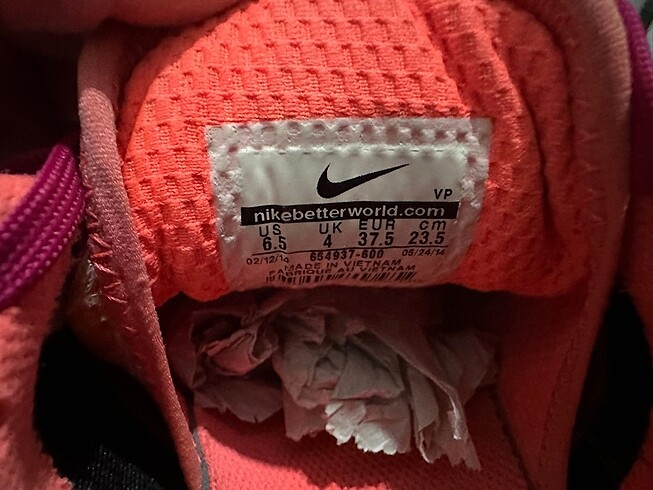 VP
nikebetterworld.com
US UK EUR cm
6.5 4 37.5 23.5
02/12/14 654937-600 05/24/14
MADE IN VIETNAM
FABRIQUE AU VIETNAM